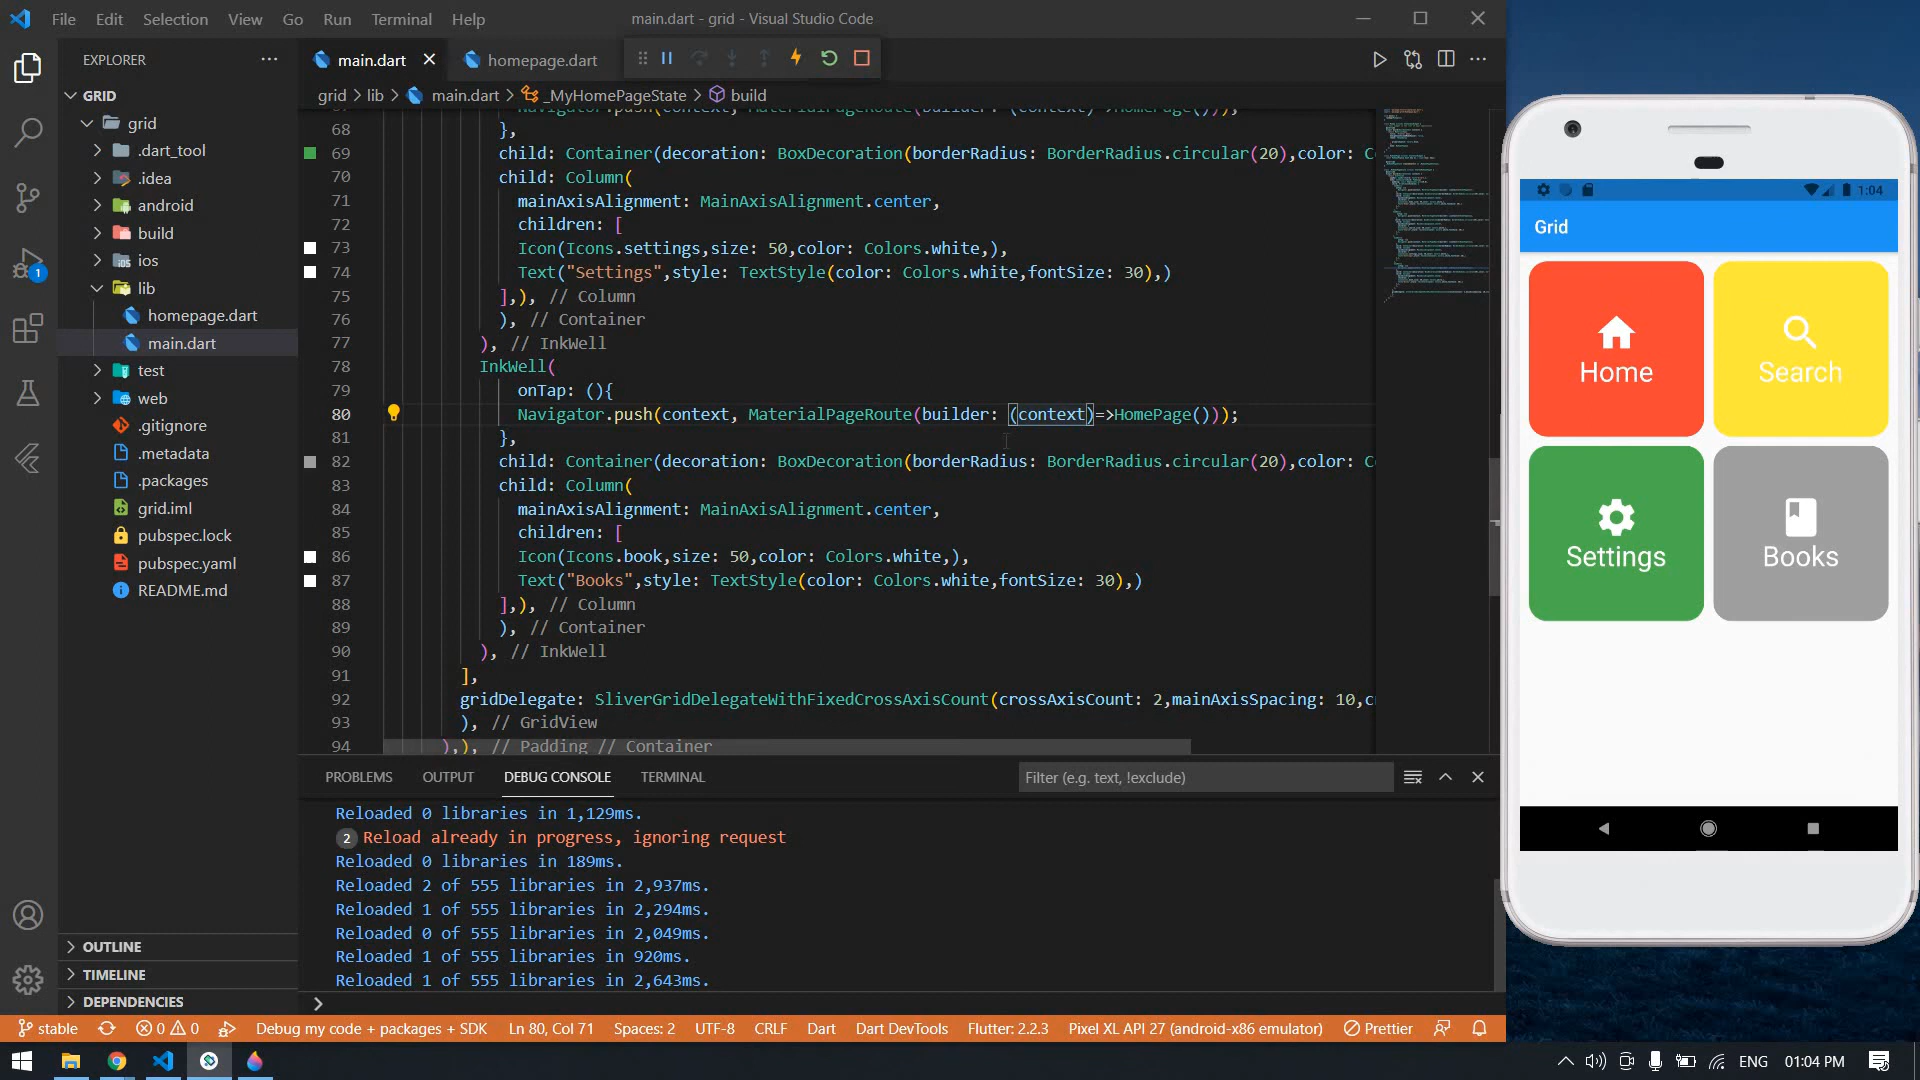 File Edit Selection View Go Run Terminal Help
main.dart - grid - Visual Studio Code
EXPLORER
main.dart
homepage.dart
GRID
grid > lib > main.dart > _MyHomePageState > build
grid
.dart_tool
.idea
android
build
ios
lib
homepage.dart
main.dart
test
web
.gitignore
.metadata
.packages
grid.iml
pubspec.lock
pubspec.yaml
README.md
OUTLINE
TIMELINE
DEPENDENCIES
1
Navigator.push(context, MaterialPageRoute(builder: (context)=>HomePage()));
68 },
69 child: Container(decoration: BoxDecoration(borderRadius: BorderRadius.circular(20),color: C
70 child: Column(
71 mainAxisAlignment: MainAxisAlignment.center,
72 children: [
73 Icon(Icons.settings,size: 50,color: Colors.white,),
74 Text("Settings",style: TextStyle(color: Colors.white,fontSize: 30),)
75 ],), // Column
76 ), // Container
77 ), // InkWell
78 InkWell(
79 onTap: (){
80 Navigator.push(context, MaterialPageRoute(builder: (context)=>HomePage()));
81 },
82 child: Container(decoration: BoxDecoration(borderRadius: BorderRadius.circular(20),color: C
83 child: Column(
84 mainAxisAlignment: MainAxisAlignment.center,
85 children: [
86 Icon(Icons.book,size: 50,color: Colors.white,),
87 Text("Books",style: TextStyle(color: Colors.white,fontSize: 30),)
88 ],), // Column
89 ), // Container
90 ), // InkWell
91 ],
92 gridDelegate: SliverGridDelegateWithFixedCrossAxisCount(crossAxisCount: 2,mainAxisSpacing: 10,c
93 ), // GridView
94 ),), // Padding // Container
PROBLEMS OUTPUT DEBUG CONSOLE TERMINAL
Filter (e.g. text, !exclude)
Reloaded 0 libraries in 1,129ms.
2 Reload already in progress, ignoring request
Reloaded 0 libraries in 189ms.
Reloaded 2 of 555 libraries in 2,937ms.
Reloaded 1 of 555 libraries in 2,294ms.
Reloaded 0 of 555 libraries in 2,049ms.
Reloaded 1 of 555 libraries in 920ms.
Reloaded 1 of 555 libraries in 2,643ms.
stable 0 0 Debug my code + packages + SDK Ln 80, Col 71 Spaces: 2 UTF-8 CRLF Dart Dart DevTools Flutter: 2.2.3 Pixel XL API 27 (android-x86 emulator) Prettier
1:04
Grid
Home
Search
Settings
Books
ENG 01:04 PM